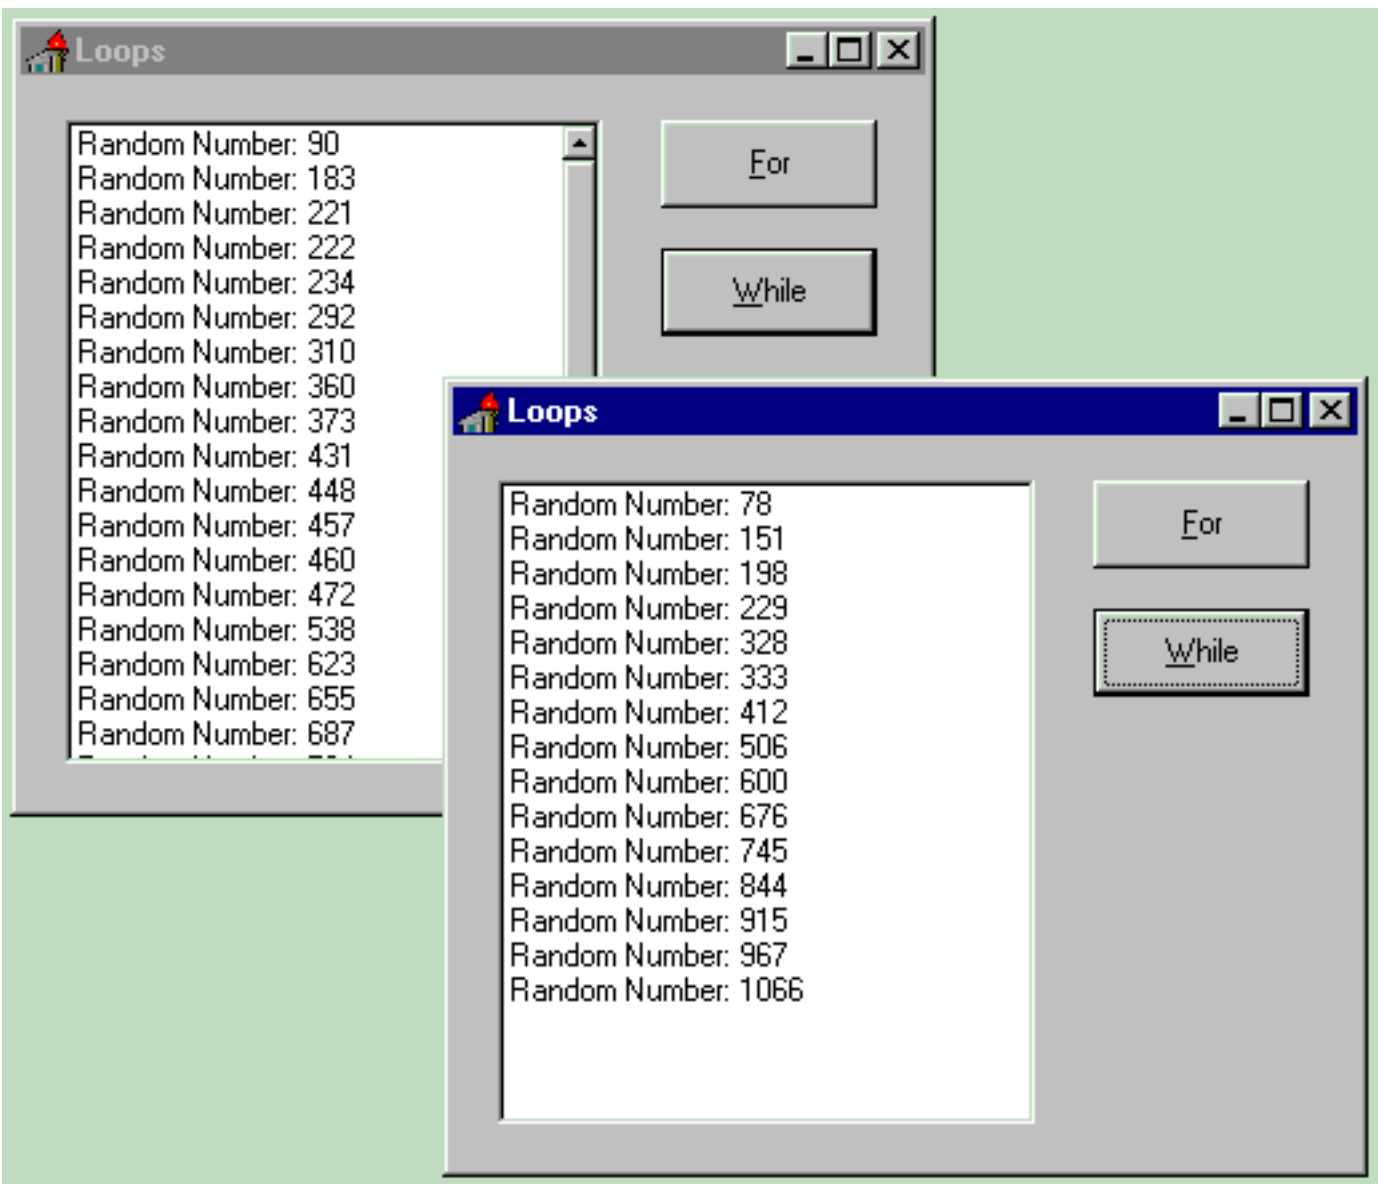 Loops
Random Number: 90
Random Number: 183
Random Number: 221
Random Number: 222
Random Number: 234
Random Number: 292
Random Number: 310
Random Number: 360
Random Number: 373
Random Number: 431
Random Number: 448
Random Number: 457
Random Number: 460
Random Number: 472
Random Number: 538
Random Number: 623
Random Number: 655
Random Number: 687
For
While
Loops
Random Number: 78
Random Number: 151
Random Number: 198
Random Number: 229
Random Number: 328
Random Number: 333
Random Number: 412
Random Number: 506
Random Number: 600
Random Number: 676
Random Number: 745
Random Number: 844
Random Number: 915
Random Number: 967
Random Number: 1066
For
While